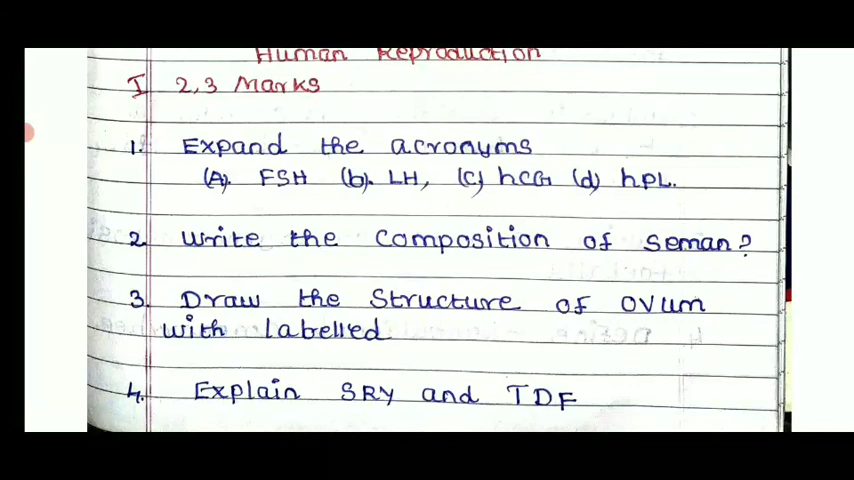 Human Reproduction
I 2,3 Marks
1. Expand the acronyms
(A). FSH (b). LH, (c) hCG (d) hPL.
2. Write the Composition of Seman?
3. Draw the Structure of Ovum
with labelled
4. Explain SRY and TDF